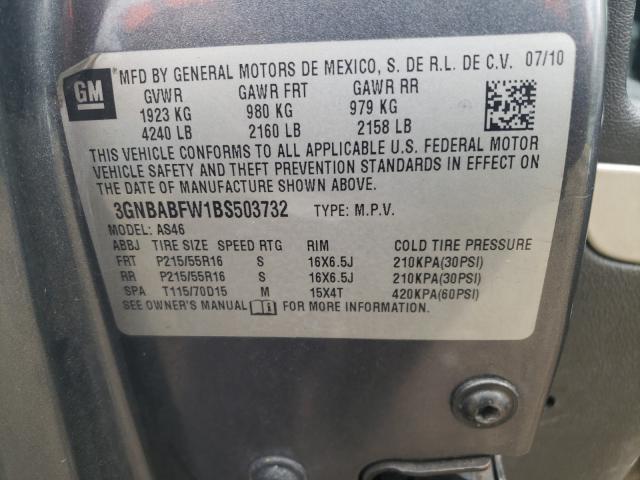 GM
MFD BY GENERAL MOTORS DE MEXICO, S. DE R.L. DE C.V. 07/10
GVWR GAWR FRT GAWR RR
1923 KG 980 KG 979 KG
4240 LB 2160 LB 2158 LB
THIS VEHICLE CONFORMS TO ALL APPLICABLE U.S. FEDERAL MOTOR
VEHICLE SAFETY AND THEFT PREVENTION STANDARDS IN EFFECT ON
THE DATE OF MANUFACTURE SHOWN ABOVE.
3GNBABFW1BS503732 TYPE: M.P.V.
MODEL: AS46
ABBJ TIRE SIZE SPEED RTG RIM COLD TIRE PRESSURE
FRT P215/55R16 S 16X6.5J 210KPA(30PSI)
RR P215/55R16 S 16X6.5J 210KPA(30PSI)
SPA T115/70D15 M 15X4T 420KPA(60PSI)
SEE OWNER'S MANUAL FOR MORE INFORMATION.